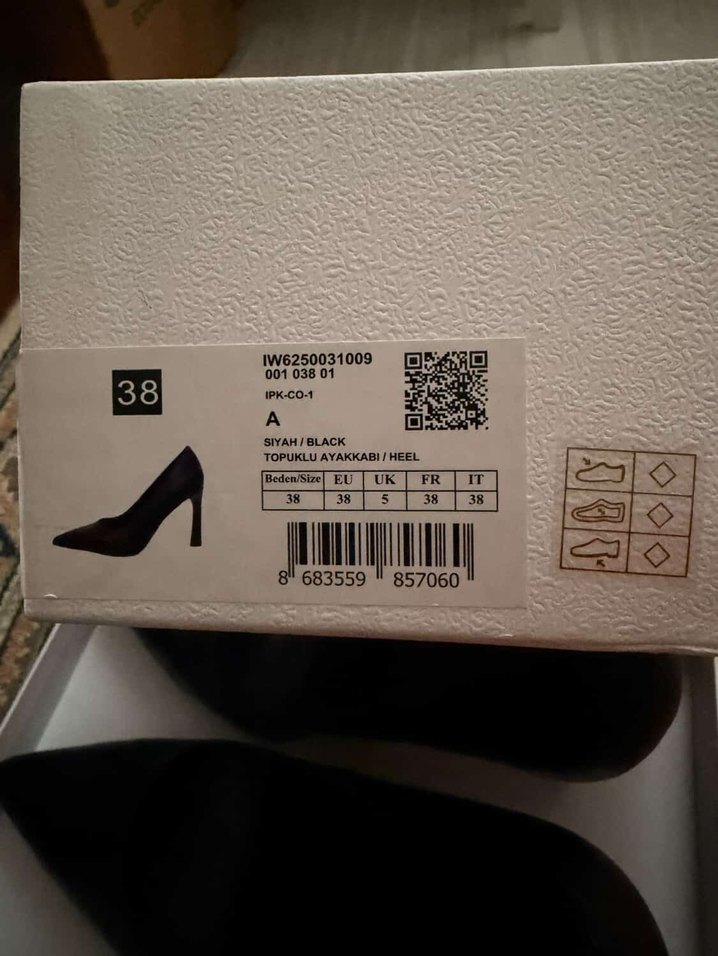 38
IW6250031009
001 038 01
IPK-CO-1
A
SIYAH / BLACK
TOPUKLU AYAKKABI / HEEL
Beden/Size EU UK FR IT
38 38 5 38 38
8 683559 857060